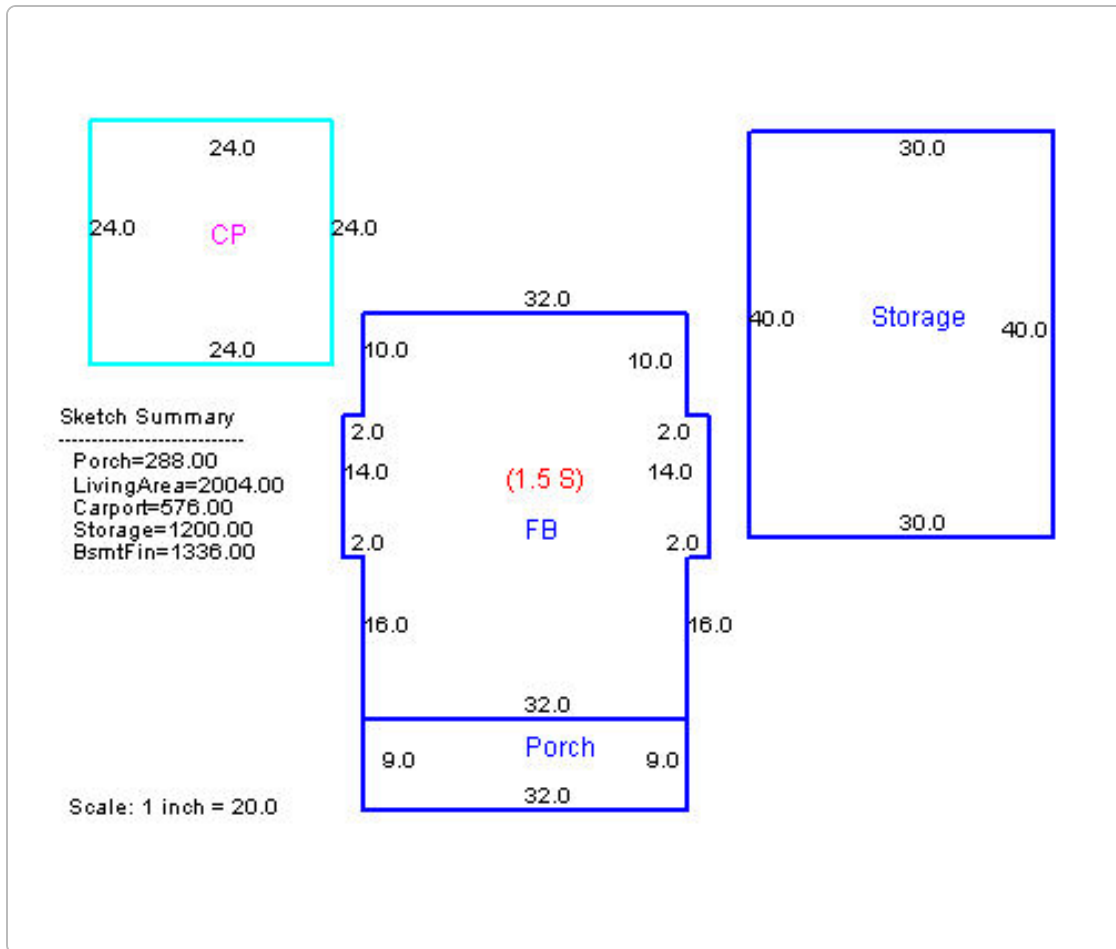 24.0
24.0
CP
24.0
24.0
30.0
40.0
Storage
40.0
30.0
32.0
10.0
10.0
2.0
2.0
14.0
(1.5 S)
14.0
FB
2.0
2.0
16.0
16.0
32.0
Porch
9.0
9.0
32.0
Sketch Summary
Porch=288.00
LivingArea=2004.00
Carport=576.00
Storage=1200.00
BsmtFin=1336.00
Scale: 1 inch = 20.0